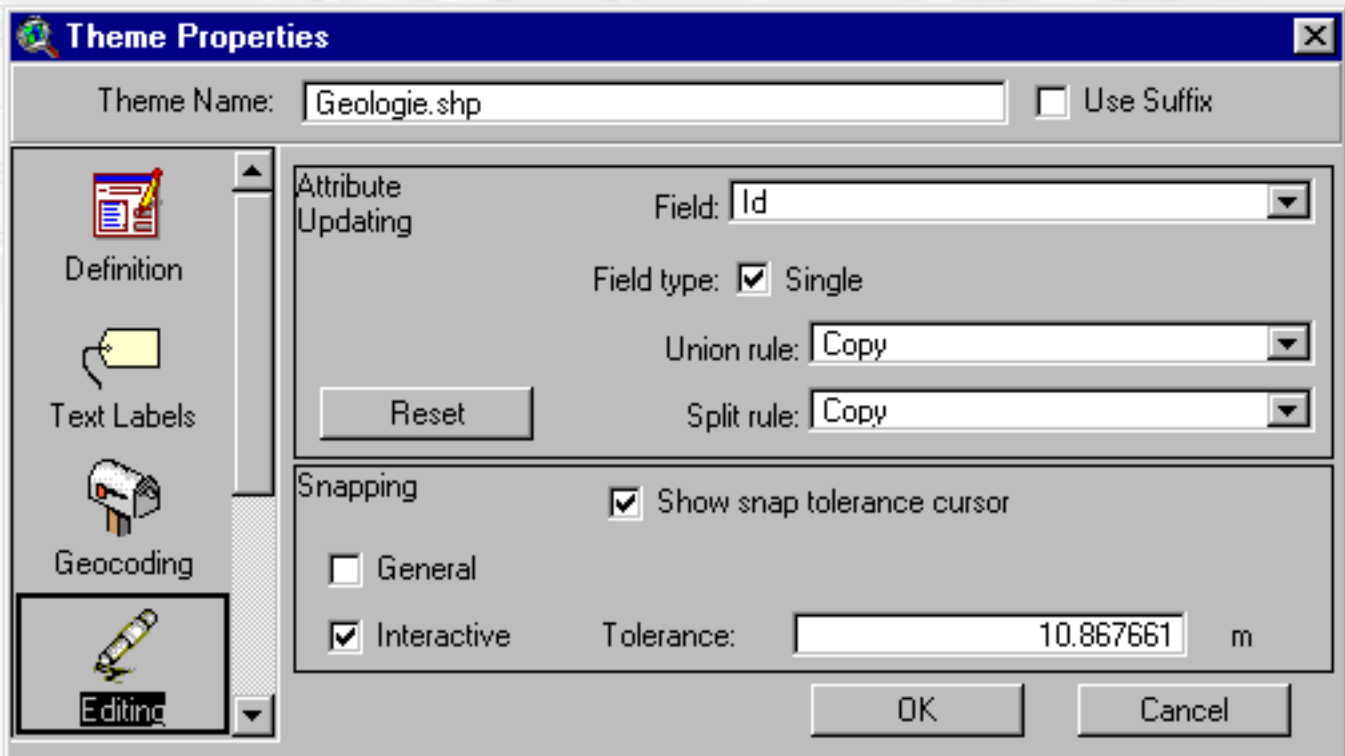 Theme Properties
Theme Name: Geologie.shp Use Suffix
Definition
Text Labels
Geocoding
Editing
Attribute
Updating
Field: Id
Field type: Single
Union rule: Copy
Reset
Split rule: Copy
Snapping
Show snap tolerance cursor
General
Interactive Tolerance: 10.867661 m
OK Cancel